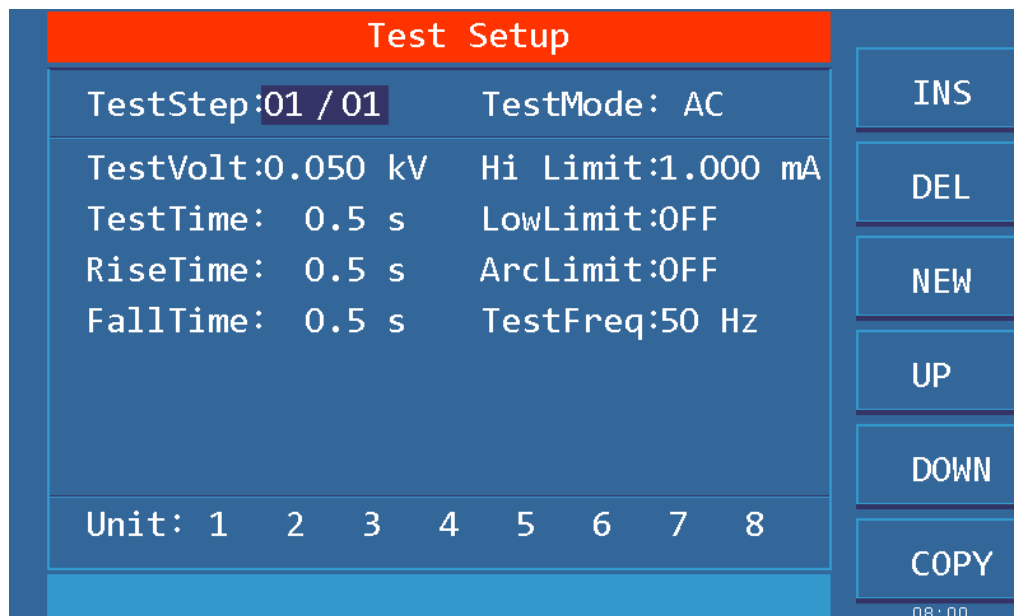 Test Setup
TestStep:01 / 01 TestMode: AC
TestVolt:0.050 kV Hi Limit:1.000 mA
TestTime: 0.5 s LowLimit:OFF
RiseTime: 0.5 s ArcLimit:OFF
FallTime: 0.5 s TestFreq:50 Hz
Unit: 1 2 3 4 5 6 7 8
INS
DEL
NEW
UP
DOWN
COPY
08:00